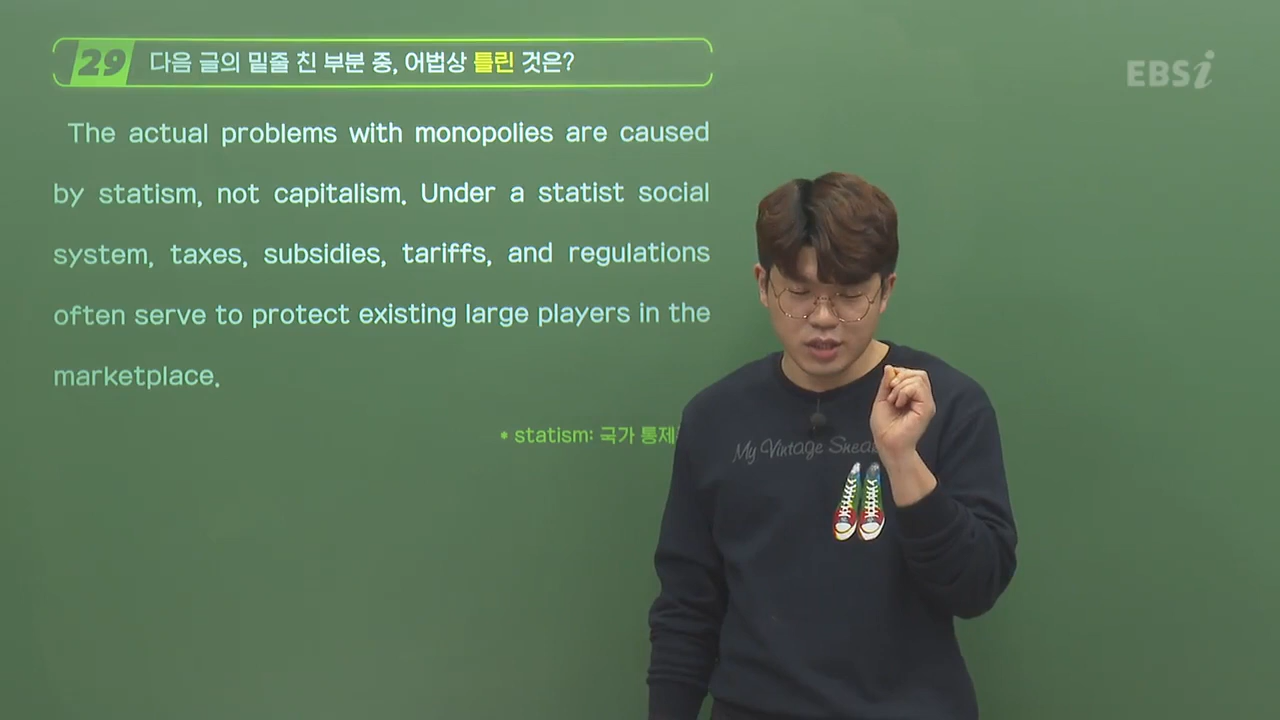 29 다음 글의 밑줄 친 부분 중, 어법상 틀린 것은?
EBSi
The actual problems with monopolies are caused
by statism, not capitalism. Under a statist social
system, taxes, subsidies, tariffs, and regulations
often serve to protect existing large players in the
marketplace.
* statism: 국가 통제
My Vintage